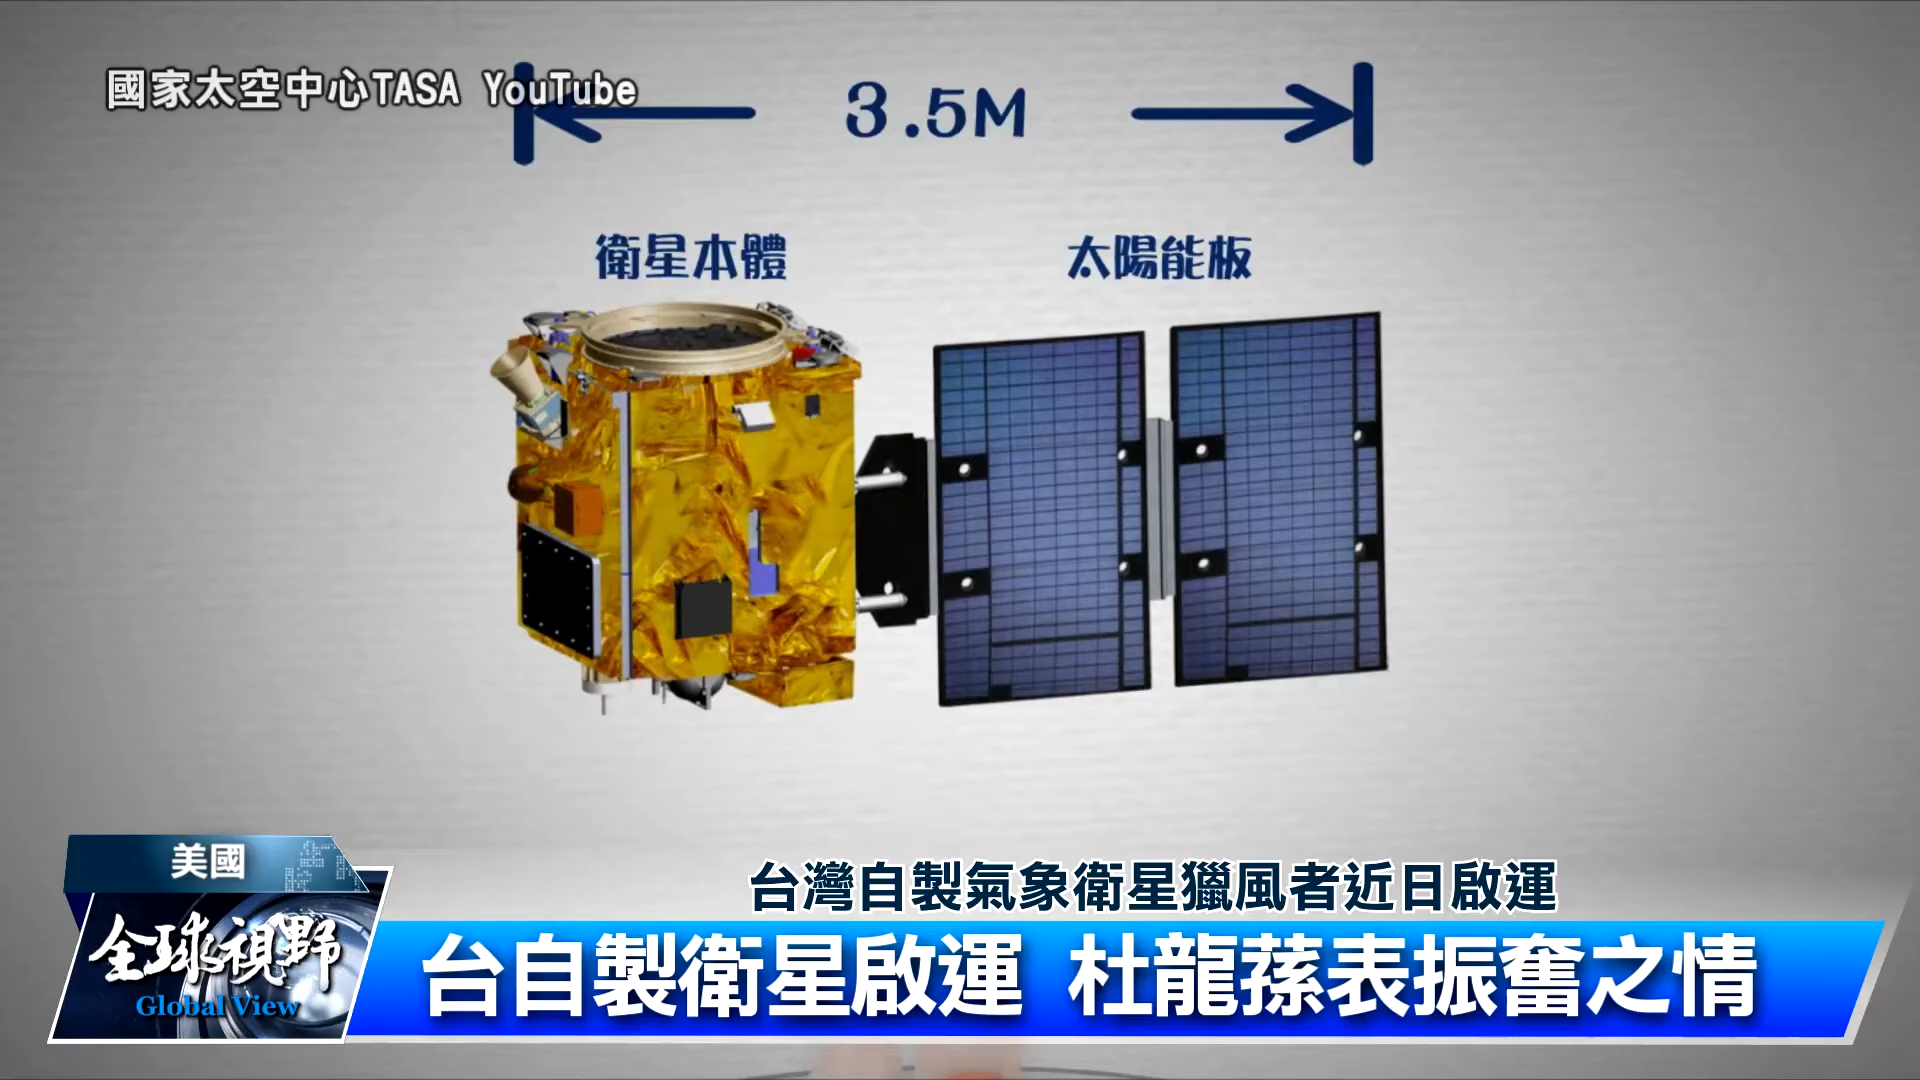 國家太空中心TASA YouTube
3.5M
衛星本體
太陽能板
美國
台灣自製氣象衛星獵風者近日啟運
全球視野
Global View
台自製衛星啟運 杜龍蓀表振奮之情